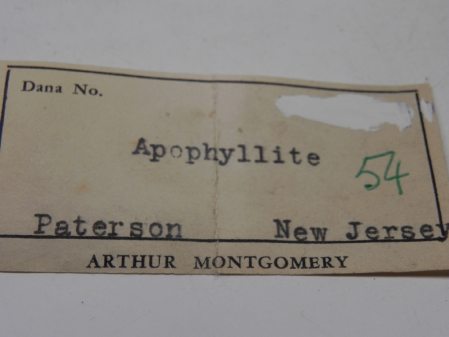 Dana No.
Apophyllite
54
Paterson New Jersey
ARTHUR MONTGOMERY